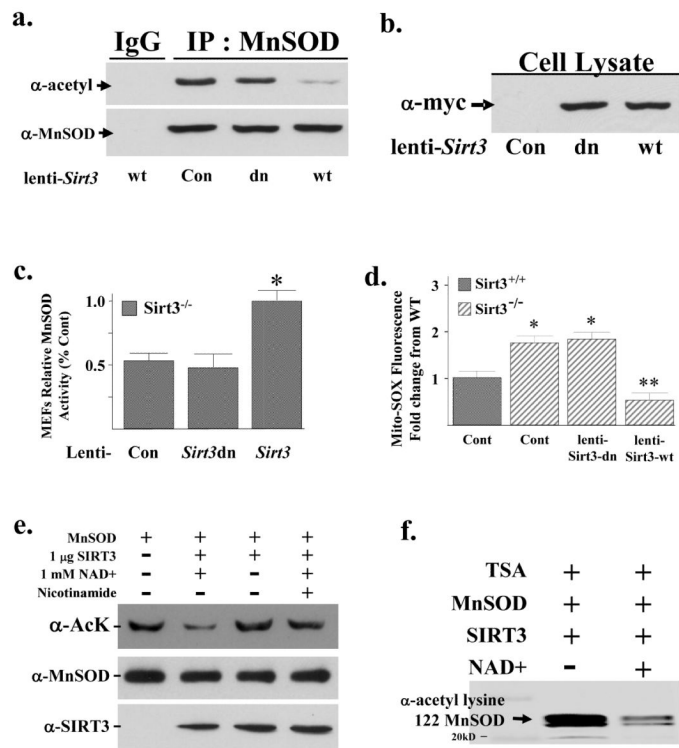 a.
IgG IP : MnSOD
α-acetyl
α-MnSOD
lenti-Sirt3 wt Con dn wt
b.
Cell Lysate
α-myc
lenti-Sirt3 Con dn wt
c.
MEFs Relative MnSOD
Activity (% Cont)
1.0
0.5
Sirt3-/-
*
Lenti- Con Sirt3dn Sirt3
d.
Mito-SOX Fluorescence
Fold change from WT
3
2
1
Sirt3+/+
Sirt3-/-
* * **
Cont Cont lenti- lenti-
Sirt3-dn Sirt3-wt
e.
MnSOD + + + +
1 µg SIRT3 - + + +
1 mM NAD+ - + - +
Nicotinamide +
α-AcK
α-MnSOD
α-SIRT3
f.
TSA + +
MnSOD + +
SIRT3 + +
NAD+ - +
α-acetyl lysine
122 MnSOD
20kD